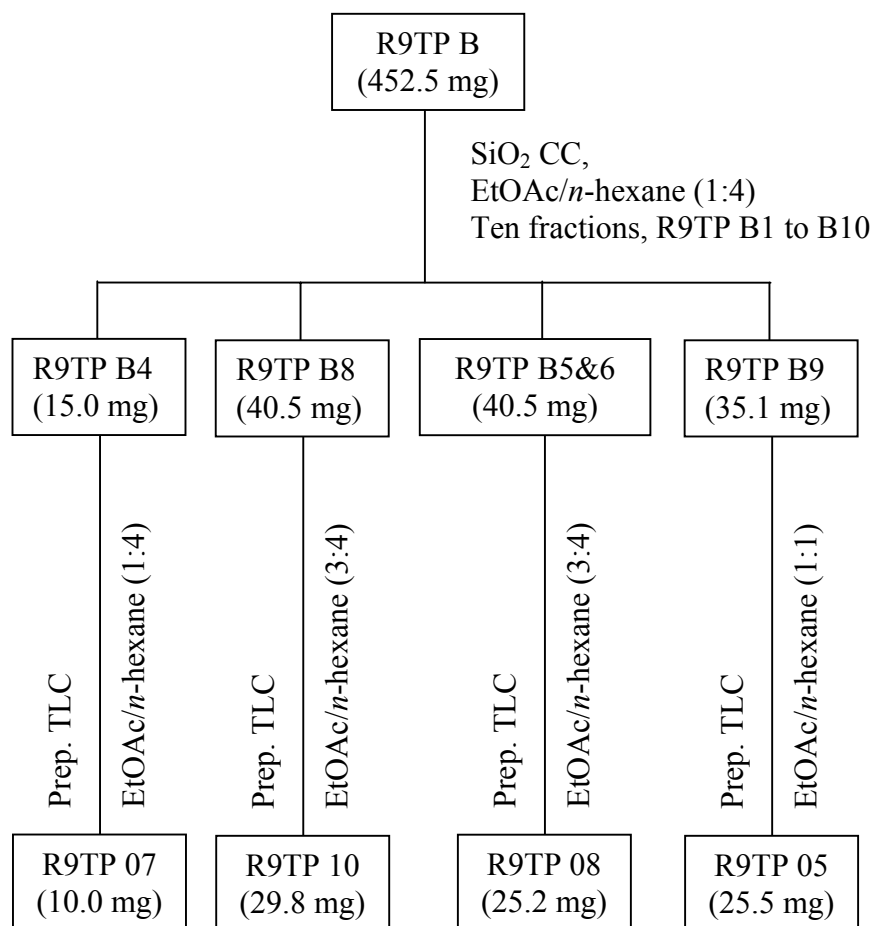 R9TP B
(452.5 mg)
SiO₂ CC,
EtOAc/n-hexane (1:4)
Ten fractions, R9TP B1 to B10
R9TP B4
(15.0 mg)
R9TP B8
(40.5 mg)
R9TP B5&6
(40.5 mg)
R9TP B9
(35.1 mg)
Prep. TLC
EtOAc/n-hexane (1:4)
Prep. TLC
EtOAc/n-hexane (3:4)
Prep. TLC
EtOAc/n-hexane (3:4)
Prep. TLC
EtOAc/n-hexane (1:1)
R9TP 07
(10.0 mg)
R9TP 10
(29.8 mg)
R9TP 08
(25.2 mg)
R9TP 05
(25.5 mg)